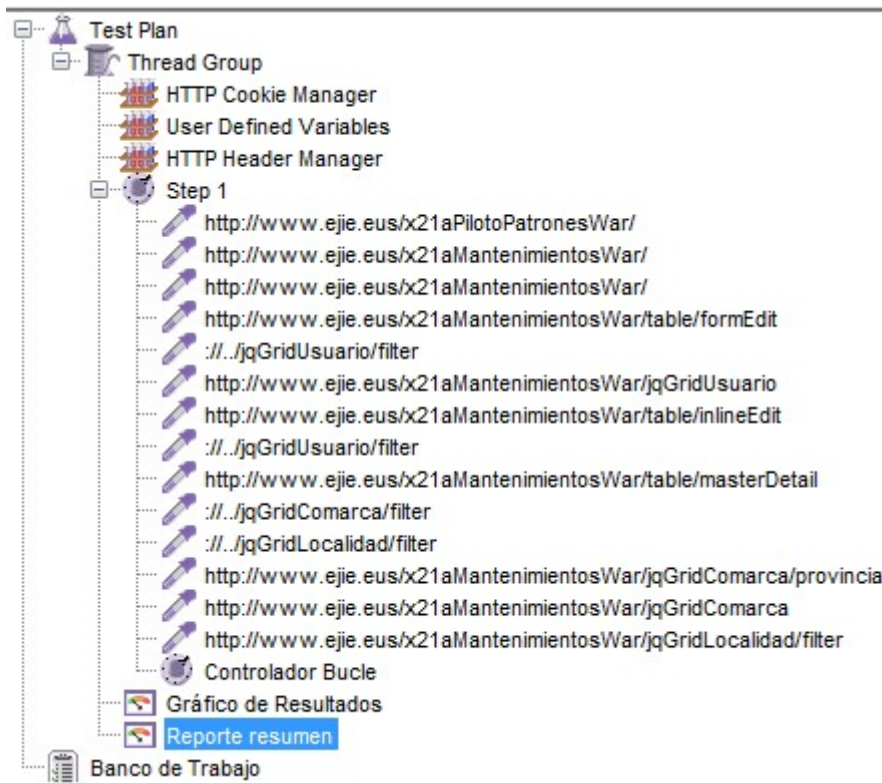 Test Plan
Thread Group
HTTP Cookie Manager
User Defined Variables
HTTP Header Manager
Step 1
http://www.ejie.eus/x21aPilotoPatronesWar/
http://www.ejie.eus/x21aMantenimientosWar/
http://www.ejie.eus/x21aMantenimientosWar/
http://www.ejie.eus/x21aMantenimientosWar/table/formEdit
://../jqGridUsuario/filter
http://www.ejie.eus/x21aMantenimientosWar/jqGridUsuario
http://www.ejie.eus/x21aMantenimientosWar/table/inlineEdit
://../jqGridUsuario/filter
http://www.ejie.eus/x21aMantenimientosWar/table/masterDetail
://../jqGridComarca/filter
://../jqGridLocalidad/filter
http://www.ejie.eus/x21aMantenimientosWar/jqGridComarca/provincia
http://www.ejie.eus/x21aMantenimientosWar/jqGridComarca
http://www.ejie.eus/x21aMantenimientosWar/jqGridLocalidad/filter
Controlador Bucle
Gráfico de Resultados
Reporte resumen
Banco de Trabajo